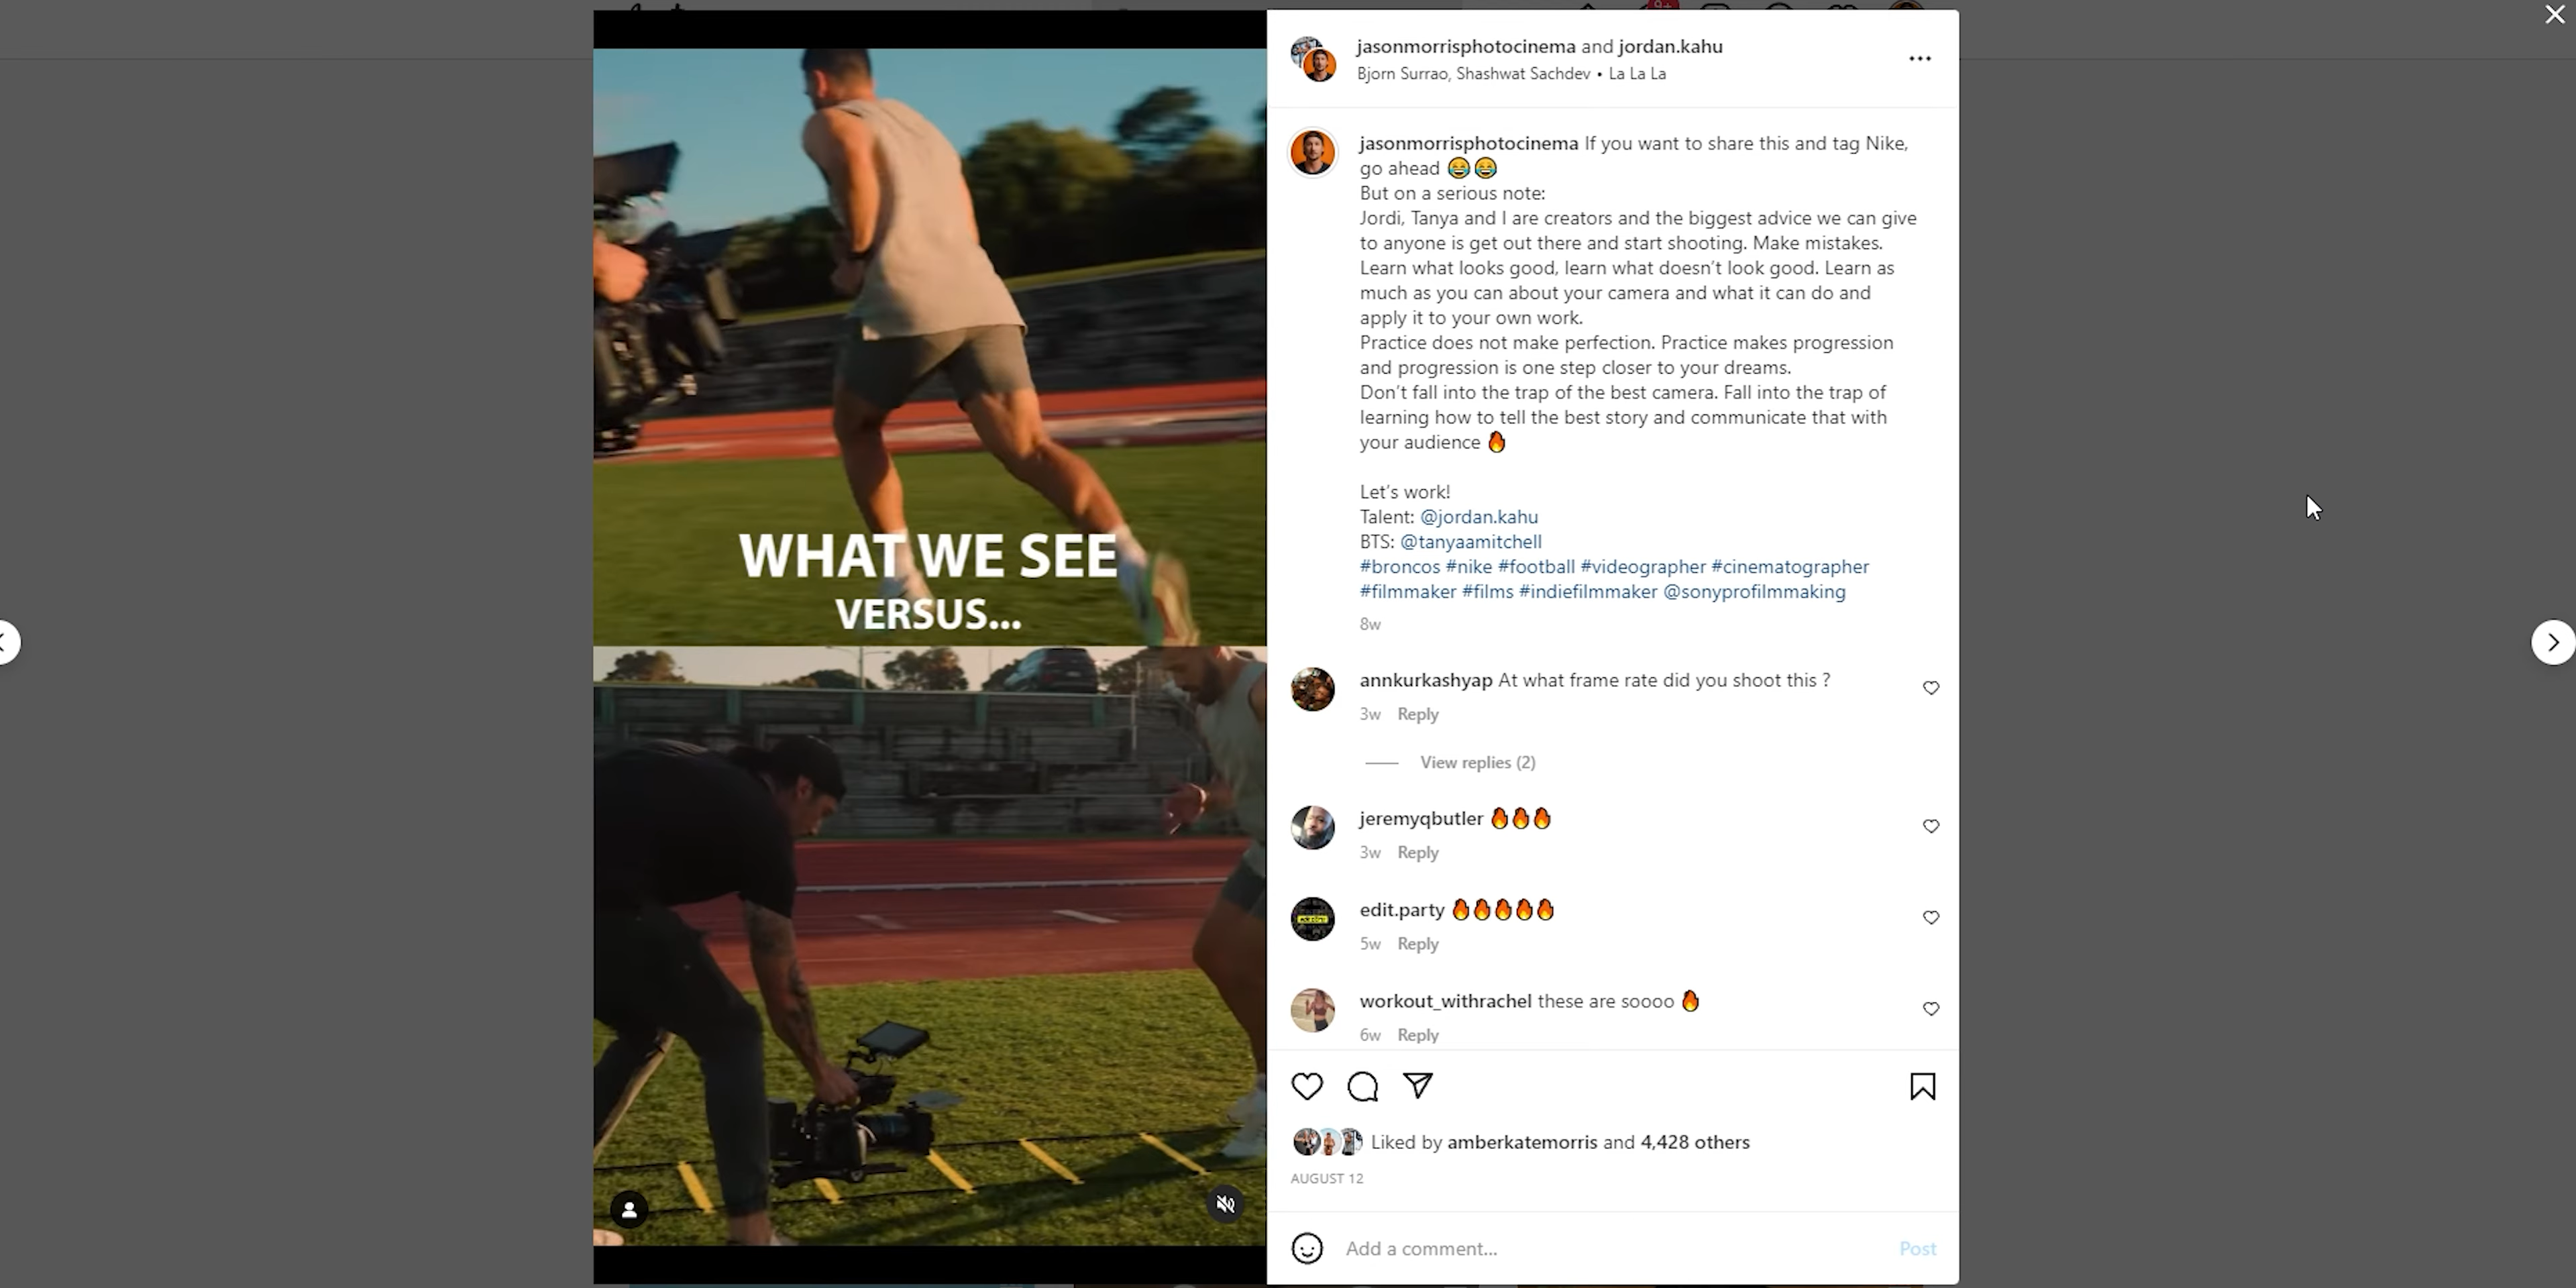 WHAT WE SEE
VERSUS...
jasonmorrisphotocinema and jordan.kahu
Bjorn Surrao, Shashwat Sachdev • La La La
jasonmorrisphotocinema If you want to share this and tag Nike,
go ahead 😂😂
But on a serious note:
Jordi, Tanya and I are creators and the biggest advice we can give
to anyone is get out there and start shooting. Make mistakes.
Learn what looks good, learn what doesn’t look good. Learn as
much as you can about your camera and what it can do and
apply it to your own work.
Practice does not make perfection. Practice makes progression
and progression is one step closer to your dreams.
Don’t fall into the trap of the best camera. Fall into the trap of
learning how to tell the best story and communicate that with
your audience 🔥
Let’s work!
Talent: @jordan.kahu
BTS: @tanyaamitchell
#broncos #nike #football #videographer #cinematographer
#filmmaker #films #indiefilmmaker @sonyprofilmmaking
8w
annkurkashyap At what frame rate did you shoot this ?
3w Reply
View replies (2)
jeremyqbutler 🔥🔥🔥
3w Reply
edit.party 🔥🔥🔥🔥🔥
5w Reply
workout_withrachel these are soooo 🔥
6w Reply
Liked by amberkatemorris and 4,428 others
AUGUST 12
Add a comment...
Post